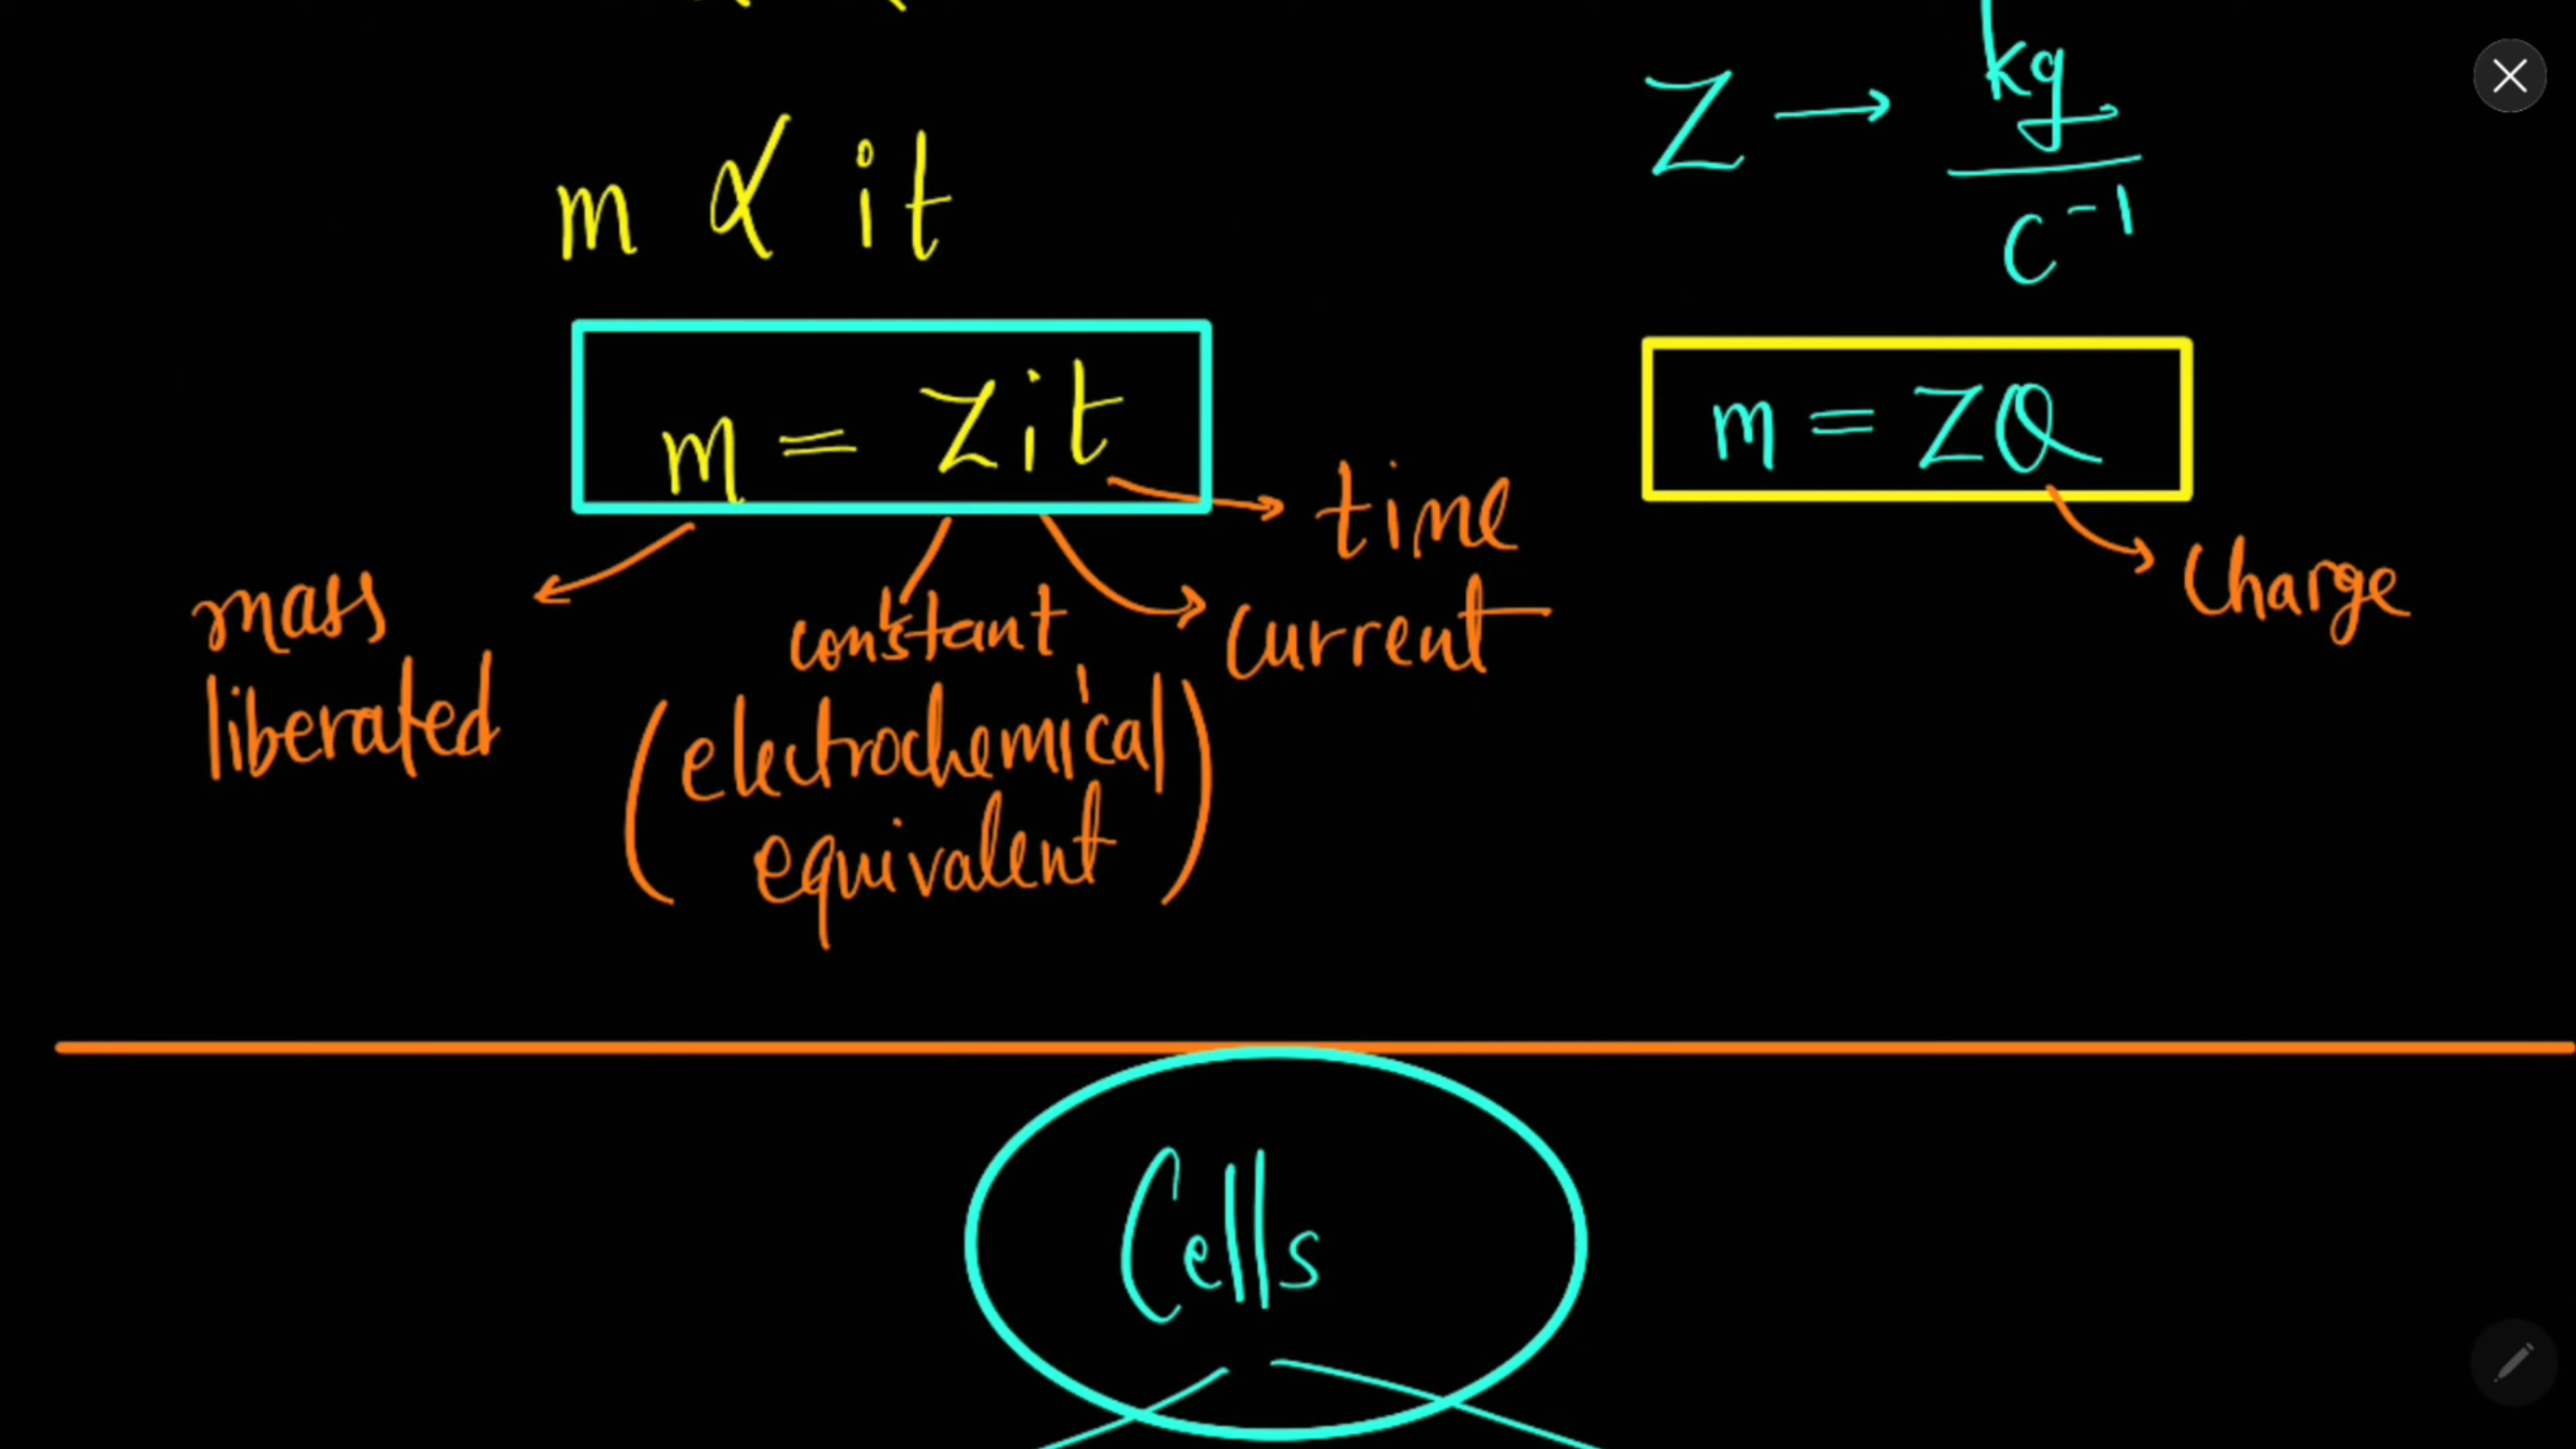 m ∝ it
Z → kg
c⁻¹
m = Zit
m = ZQ
time
Charge
mass
liberated
constant
current
(electrochemical
equivalent)
Cells